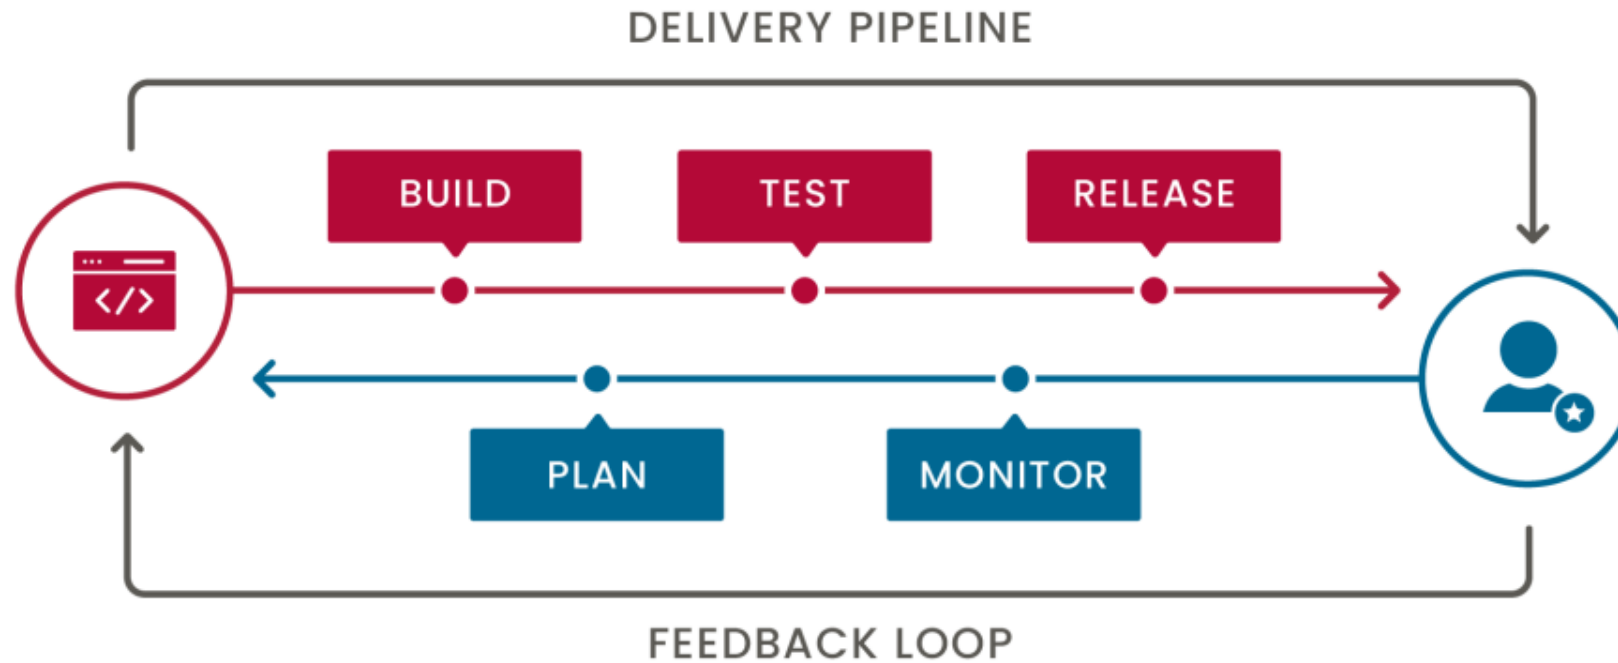 DELIVERY PIPELINE
BUILD
TEST
RELEASE
</>
PLAN
MONITOR
FEEDBACK LOOP